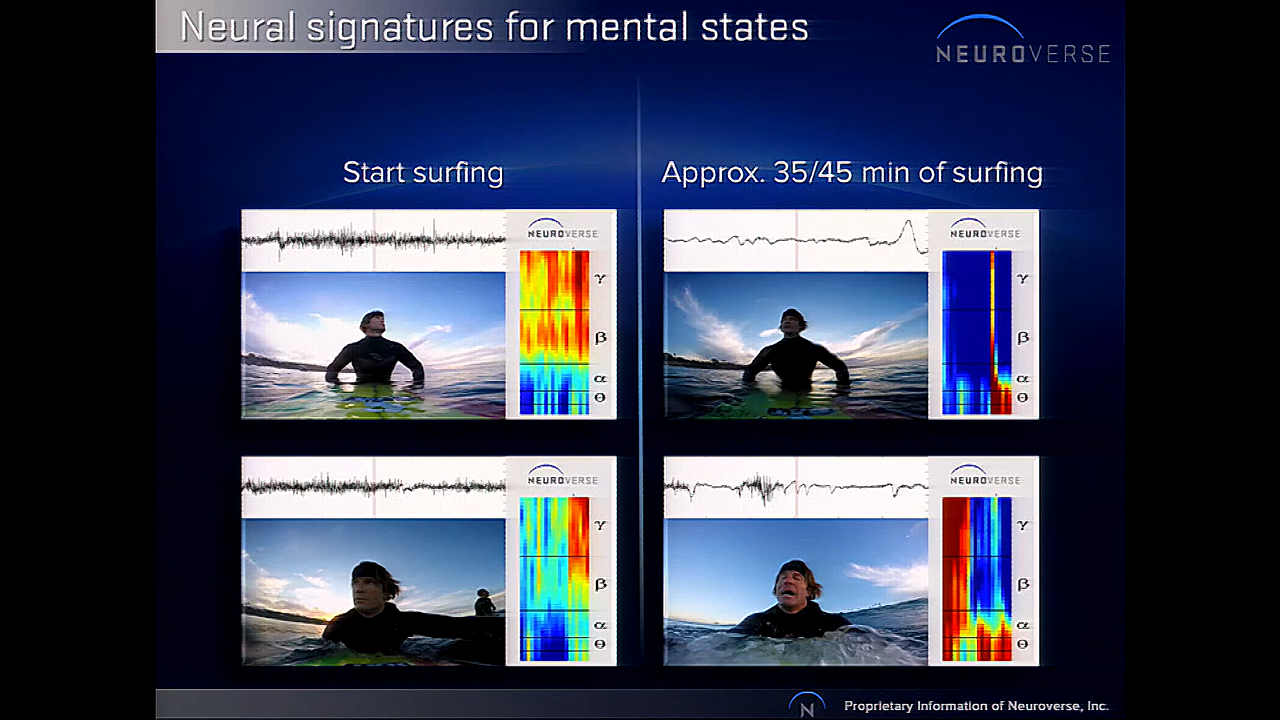 Neural signatures for mental states
NEUROVERSE
Start surfing
Approx. 35/45 min of surfing
NEUROVERSE
γ
β
α
Θ
NEUROVERSE
γ
β
α
Θ
NEUROVERSE
γ
β
α
Θ
NEUROVERSE
γ
β
α
Θ
N
Proprietary Information of Neuroverse, Inc.